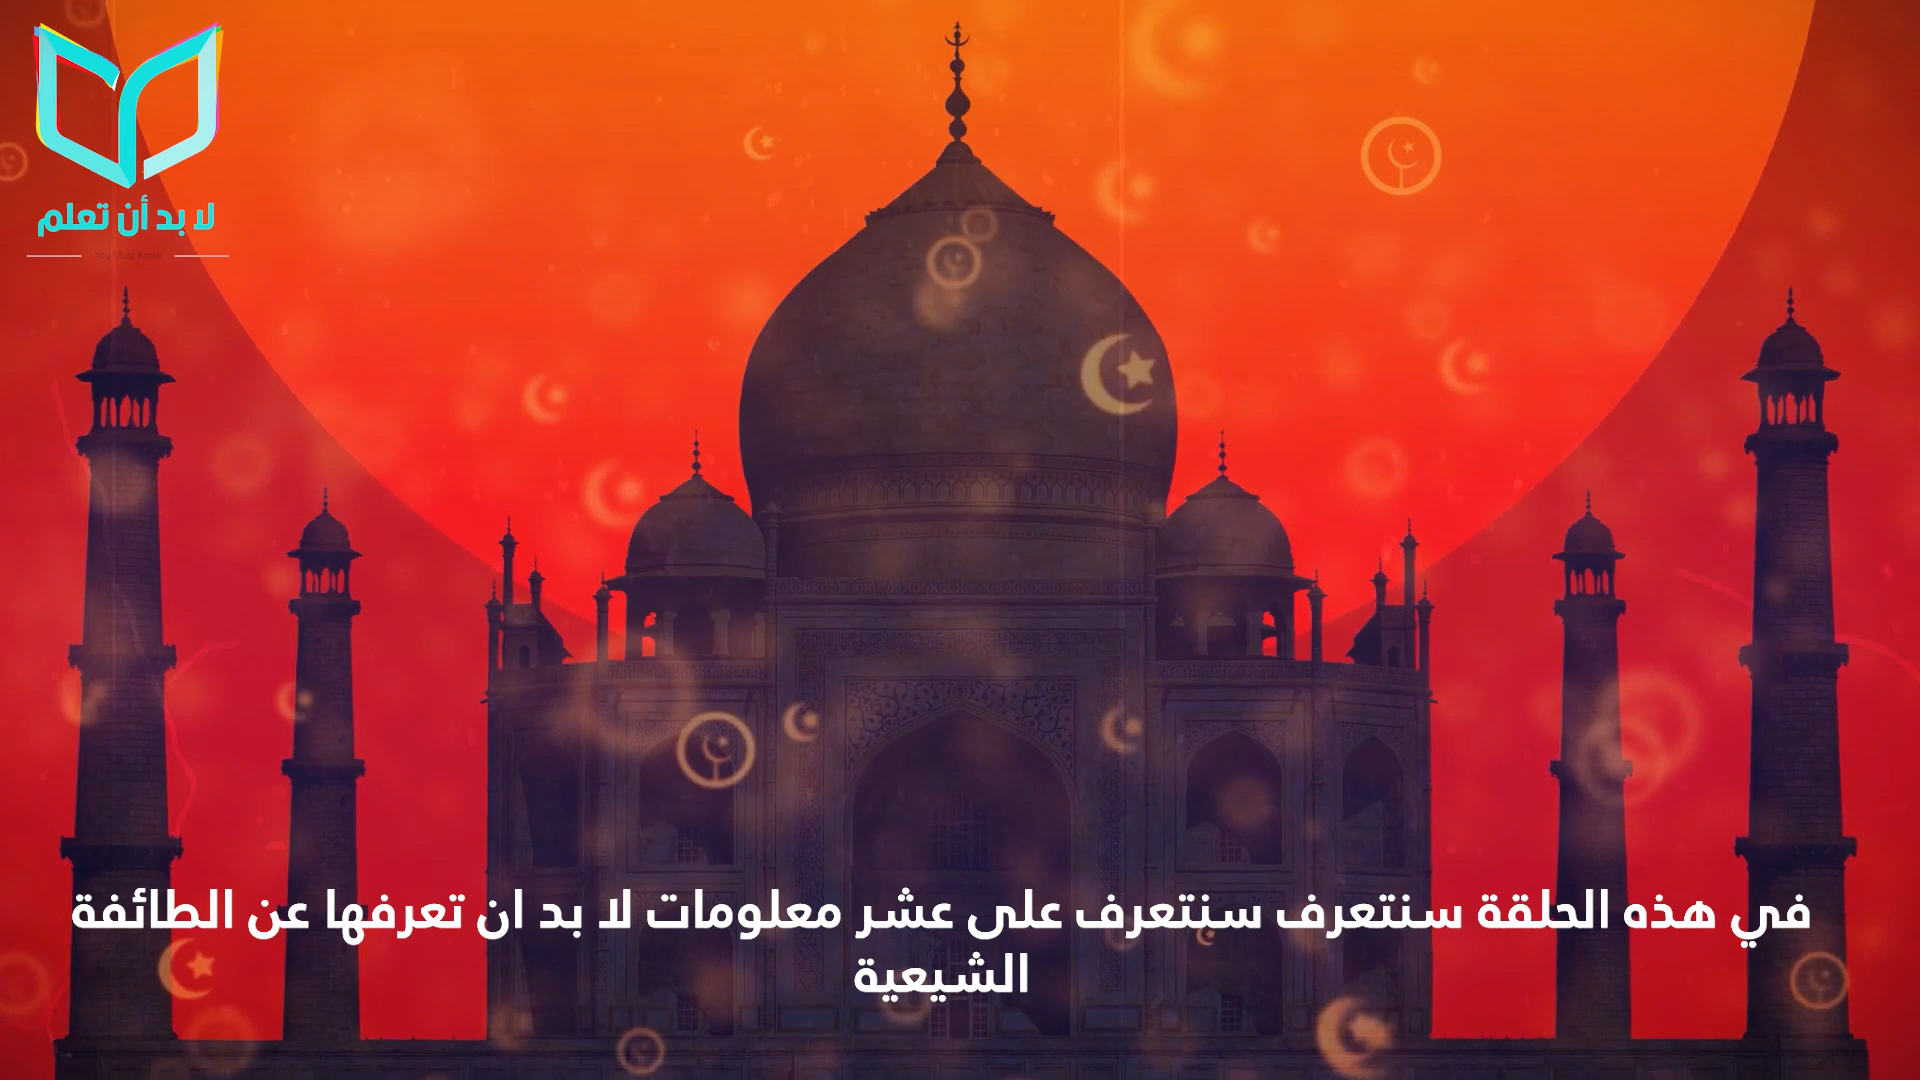 لا بد أن تعلم
You Must Know
في هذه الحلقة سنتعرف سنتعرف على عشر معلومات لا بد ان تعرفها عن الطائفة
الشيعية